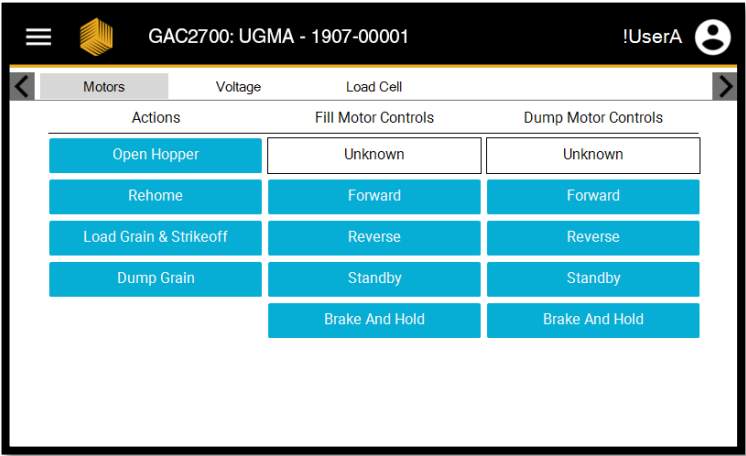 GAC2700: UGMA - 1907-00001 !UserA
Motors Voltage Load Cell
Actions Fill Motor Controls Dump Motor Controls
Open Hopper Unknown Unknown
Rehome Forward Forward
Load Grain & Strikeoff Reverse Reverse
Dump Grain Standby Standby
Brake And Hold Brake And Hold